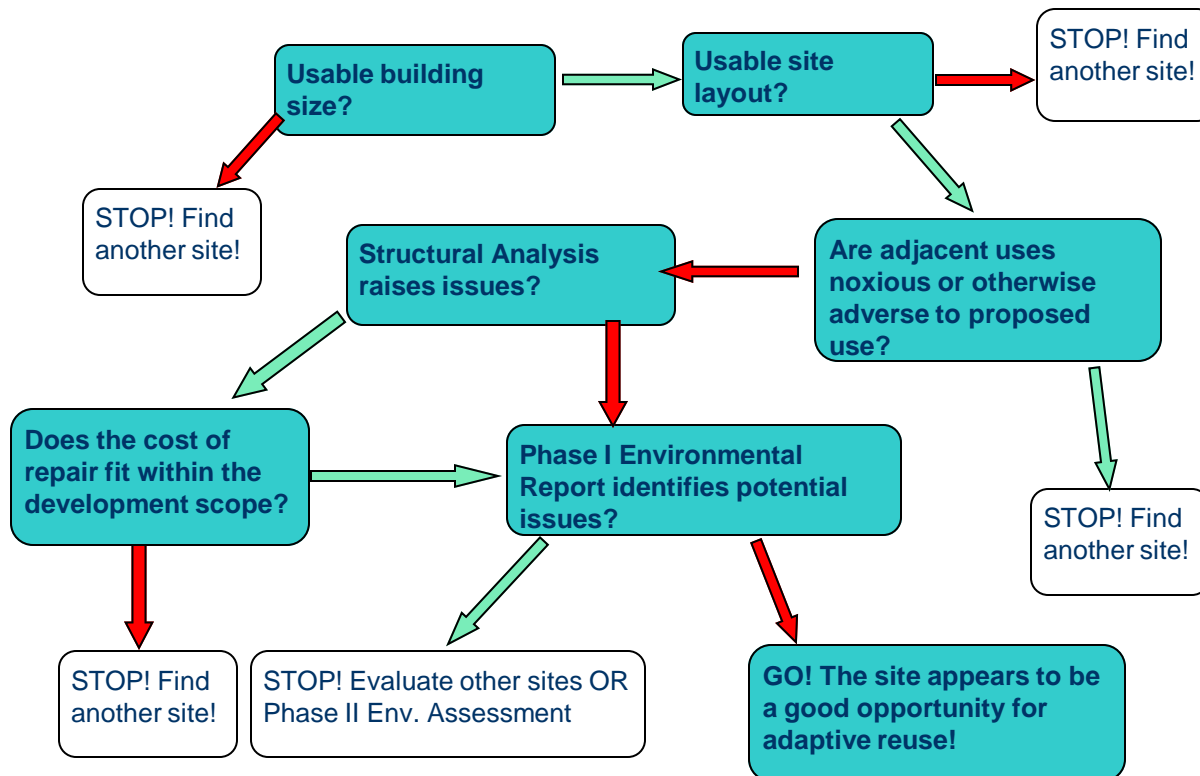 Usable building
size?
Usable site
layout?
STOP! Find
another site!
STOP! Find
another site!
Structural Analysis
raises issues?
Are adjacent uses
noxious or otherwise
adverse to proposed
use?
Does the cost of
repair fit within the
development scope?
Phase I Environmental
Report identifies potential
issues?
STOP! Find
another site!
STOP! Find
another site!
STOP! Evaluate other sites OR
Phase II Env. Assessment
GO! The site appears to be
a good opportunity for
adaptive reuse!